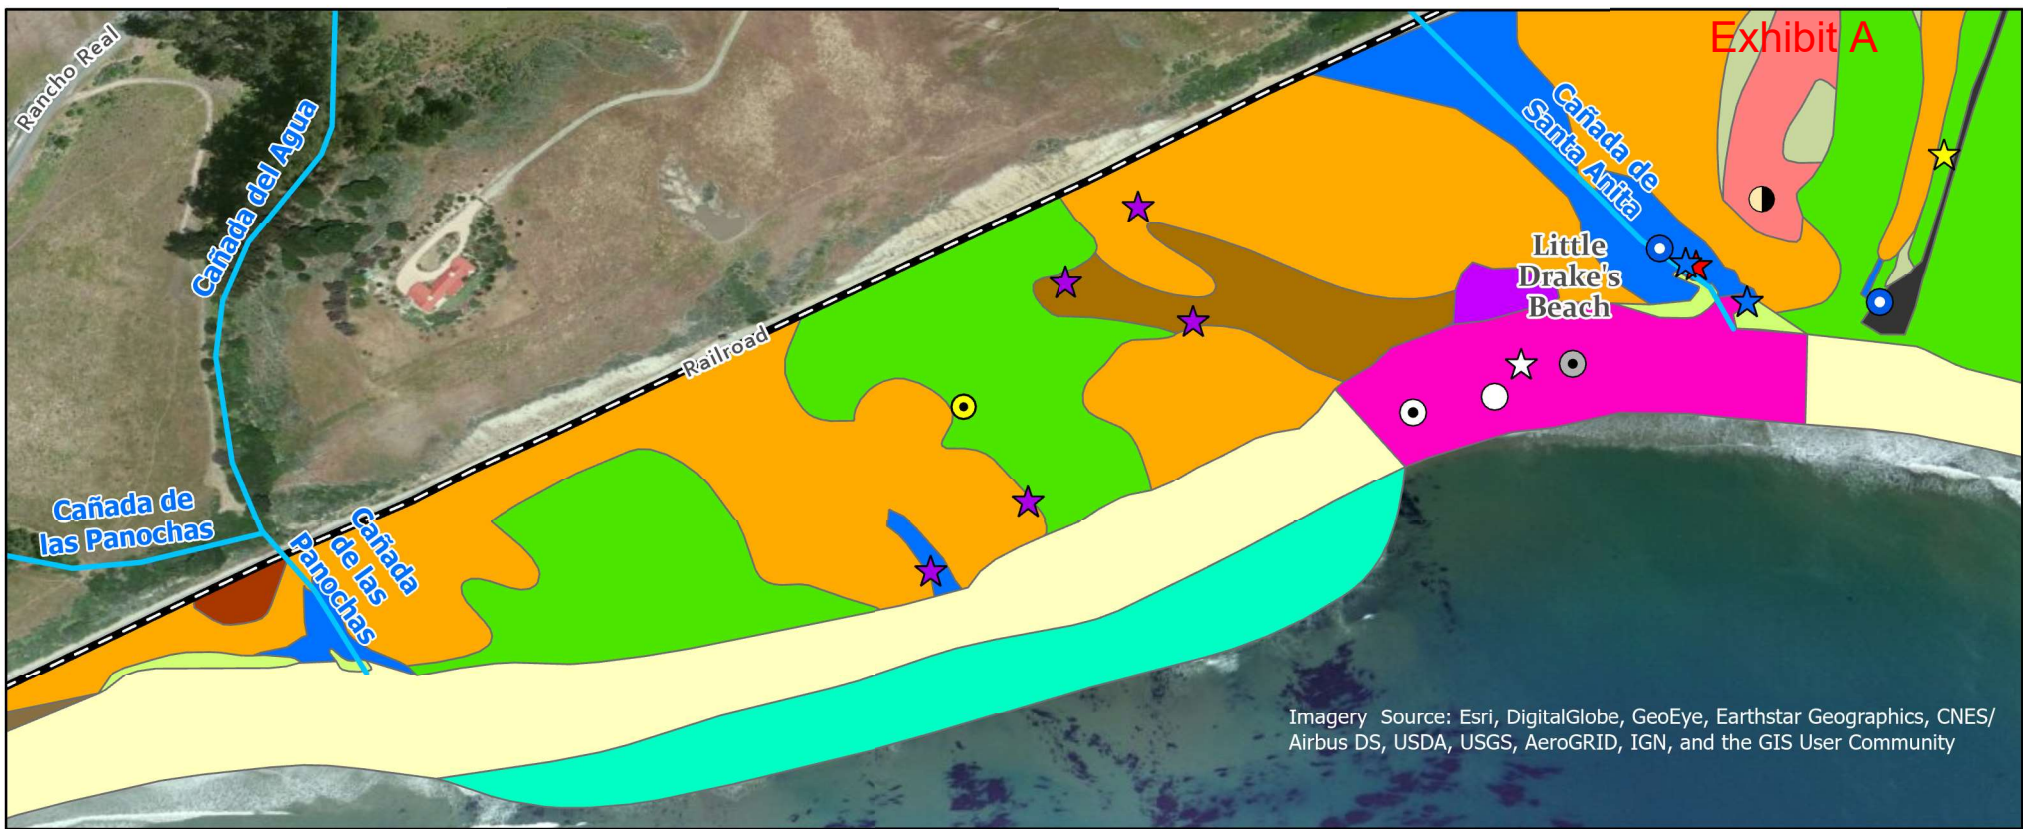 Exhibit A
Rancho Real
Cañada del Agua
Cañada de
Santa Anita
Little
Drake's
Beach
Railroad
Cañada de
las Panochas
Cañada
de las
Panochas
Imagery  Source: Esri, DigitalGlobe, GeoEye, Earthstar Geographics, CNES/
Airbus DS, USDA, USGS, AeroGRID, IGN, and the GIS User Community